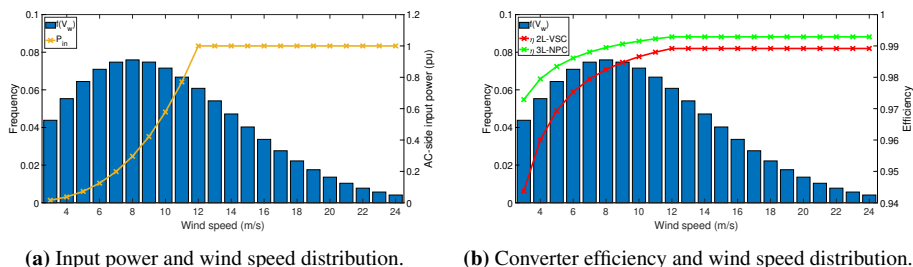 f(V_w)
P_in
0.1
0.08
0.06
0.04
0.02
0
Frequency
1.2
1
0.8
0.6
0.4
0.2
0
AC-side input power (pu)
4 6 8 10 12 14 16 18 20 22 24
Wind speed (m/s)
(a) Input power and wind speed distribution.
f(V_w)
η 2L-VSC
η 3L-NPC
0.1
0.08
0.06
0.04
0.02
0
Frequency
1
0.99
0.98
0.97
0.96
0.95
0.94
Efficiency
4 6 8 10 12 14 16 18 20 22 24
Wind speed (m/s)
(b) Converter efficiency and wind speed distribution.